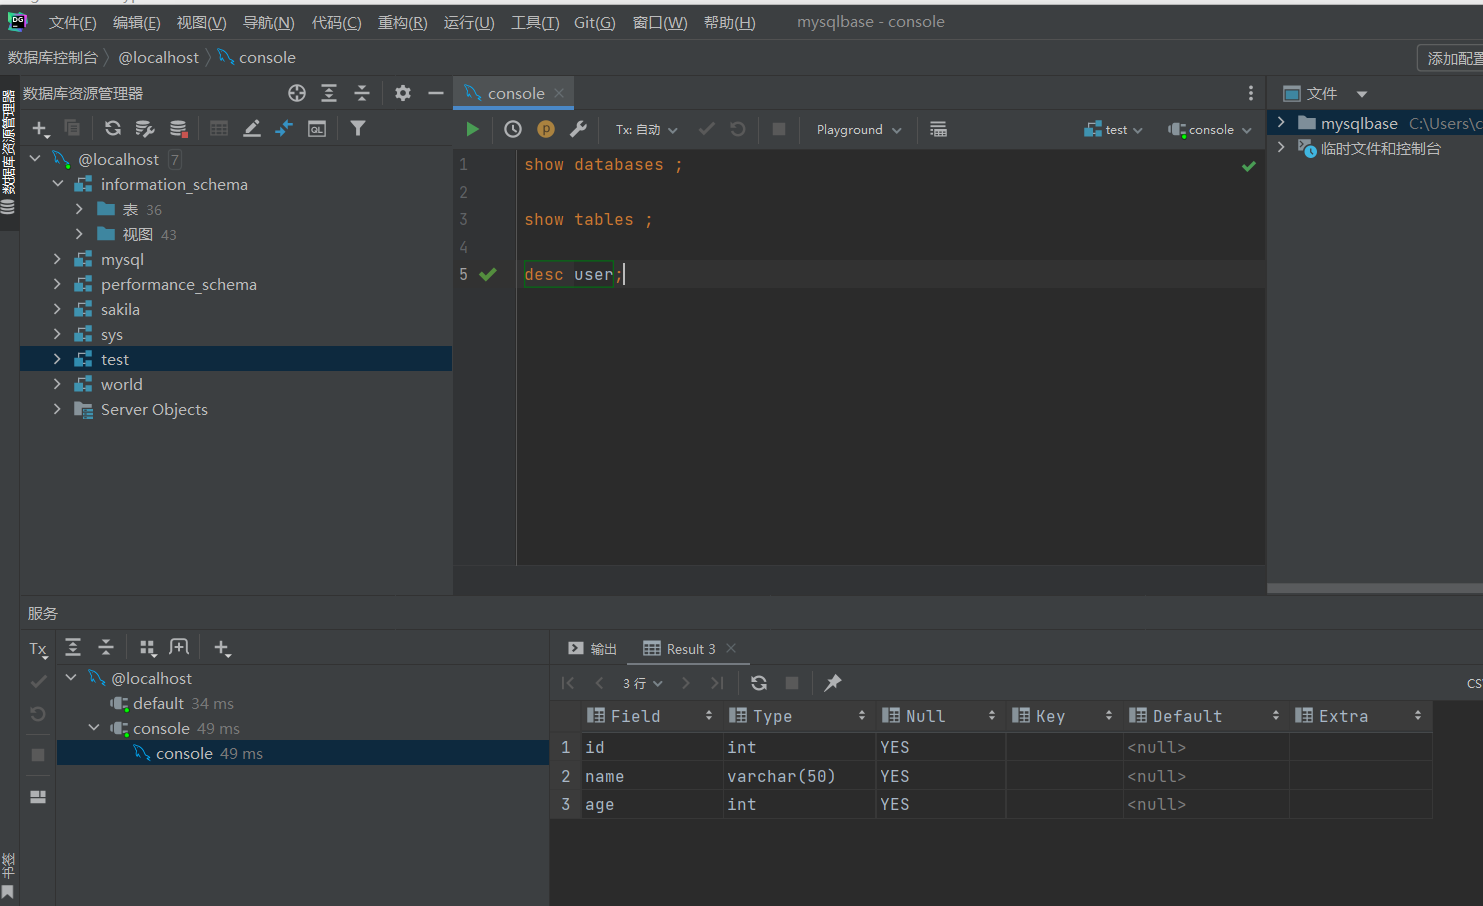 DG 文件(F) 编辑(E) 视图(V) 导航(N) 代码(C) 重构(R) 运行(U) 工具(T) Git(G) 窗口(W) 帮助(H) mysqlbase - console
数据库控制台 @localhost console 添加配置
数据库资源管理器
数据库资源管理器
console
文件
QL
p Tx: 自动 Playground test console
mysqlbase C:\Users\c
临时文件和控制台
@localhost 7
information_schema
表 36
视图 43
mysql
performance_schema
sakila
sys
test
world
Server Objects
1 show databases ;
2
3 show tables ;
4
5 desc user;
服务
Tx
@localhost
default 34 ms
console 49 ms
console 49 ms
书签
输出 Result 3
3 行 CS
Field Type Null Key Default Extra
1 id int YES <null>
2 name varchar(50) YES <null>
3 age int YES <null>